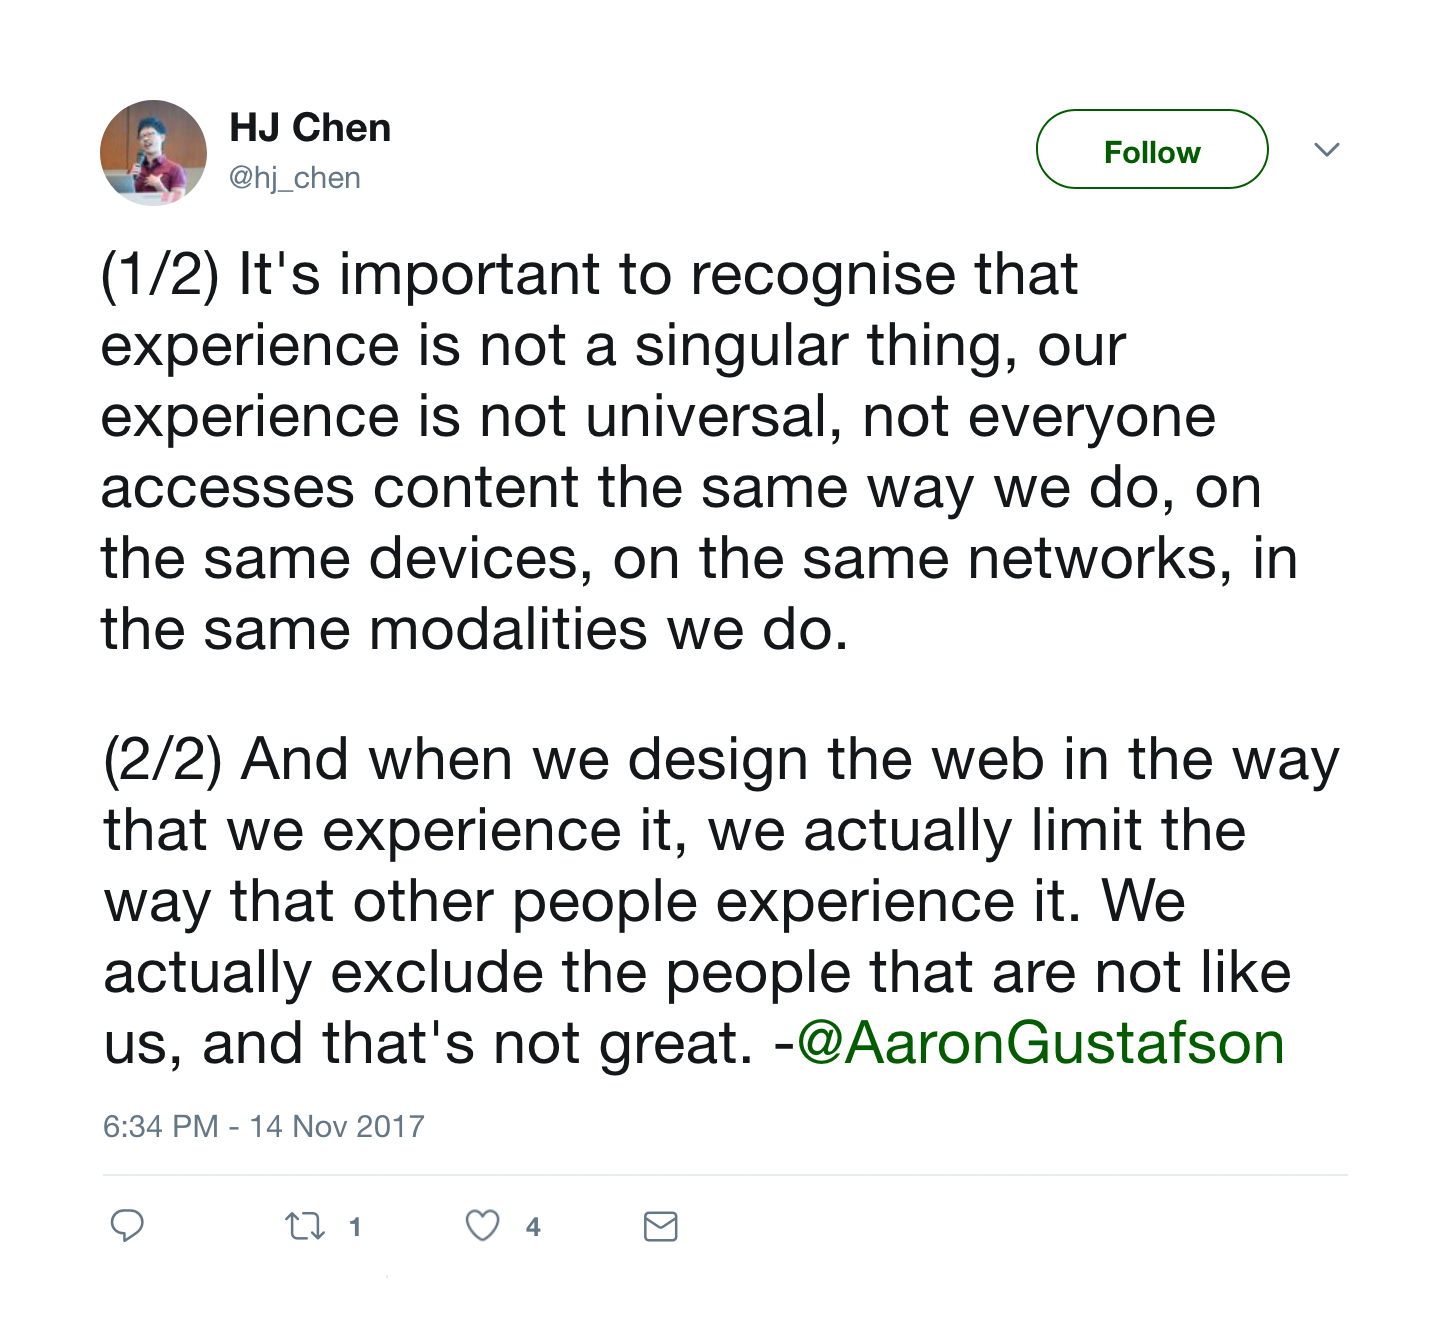 HJ Chen
@hj_chen
Follow
(1/2) It's important to recognise that
experience is not a singular thing, our
experience is not universal, not everyone
accesses content the same way we do, on
the same devices, on the same networks, in
the same modalities we do.
(2/2) And when we design the web in the way
that we experience it, we actually limit the
way that other people experience it. We
actually exclude the people that are not like
us, and that's not great. -@AaronGustafson
6:34 PM - 14 Nov 2017
1 4